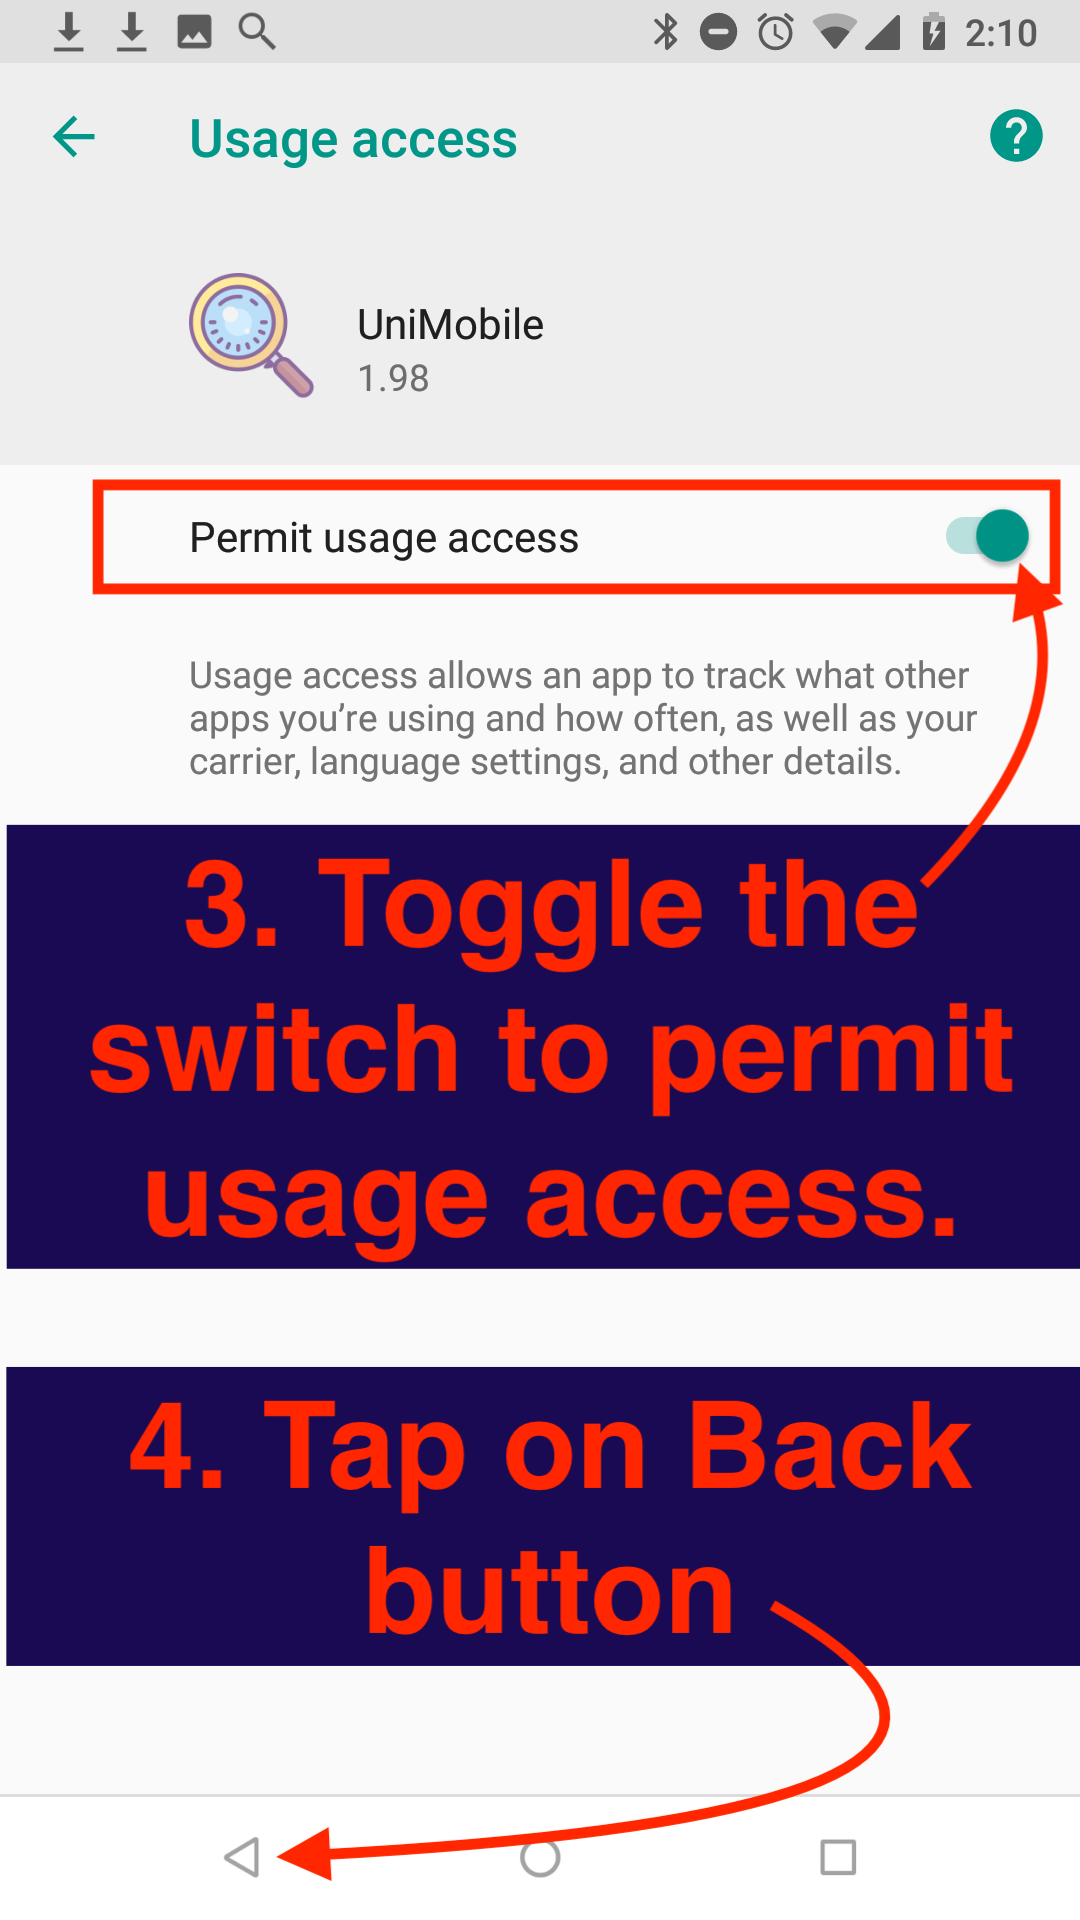 2:10
Usage access
?
UniMobile
1.98
Permit usage access
Usage access allows an app to track what other
apps you’re using and how often, as well as your
carrier, language settings, and other details.
3. Toggle the
switch to permit
usage access.
4. Tap on Back
button